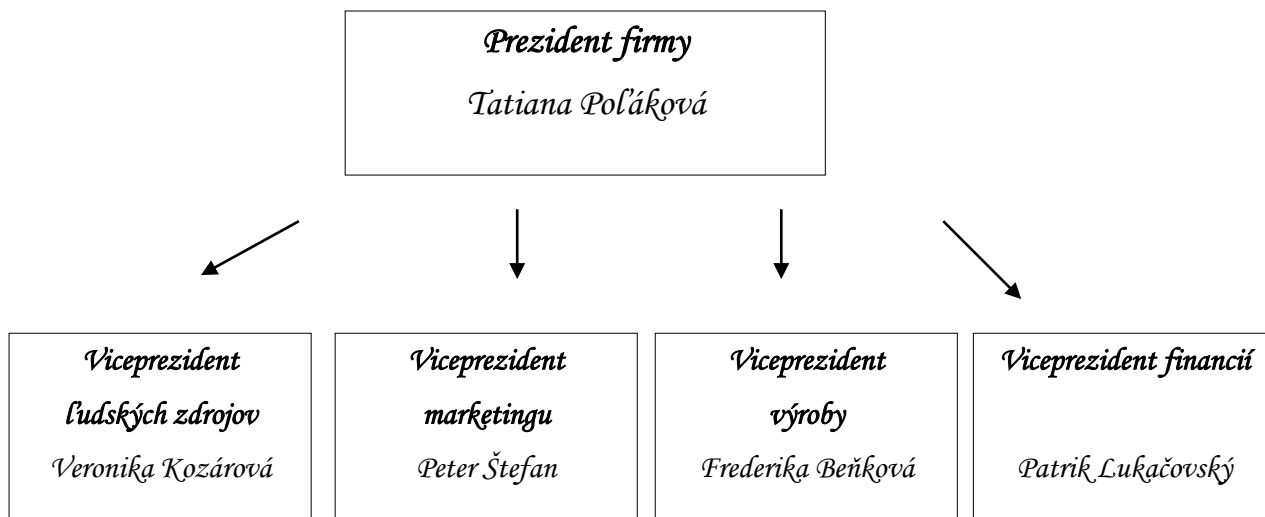 Prezident firmy
Tatiana Poľáková
Viceprezident
ľudských zdrojov
Veronika Kozárová
Viceprezident
marketingu
Peter Štefan
Viceprezident
výroby
Frederika Beňková
Viceprezident financií
Patrik Lukačovský